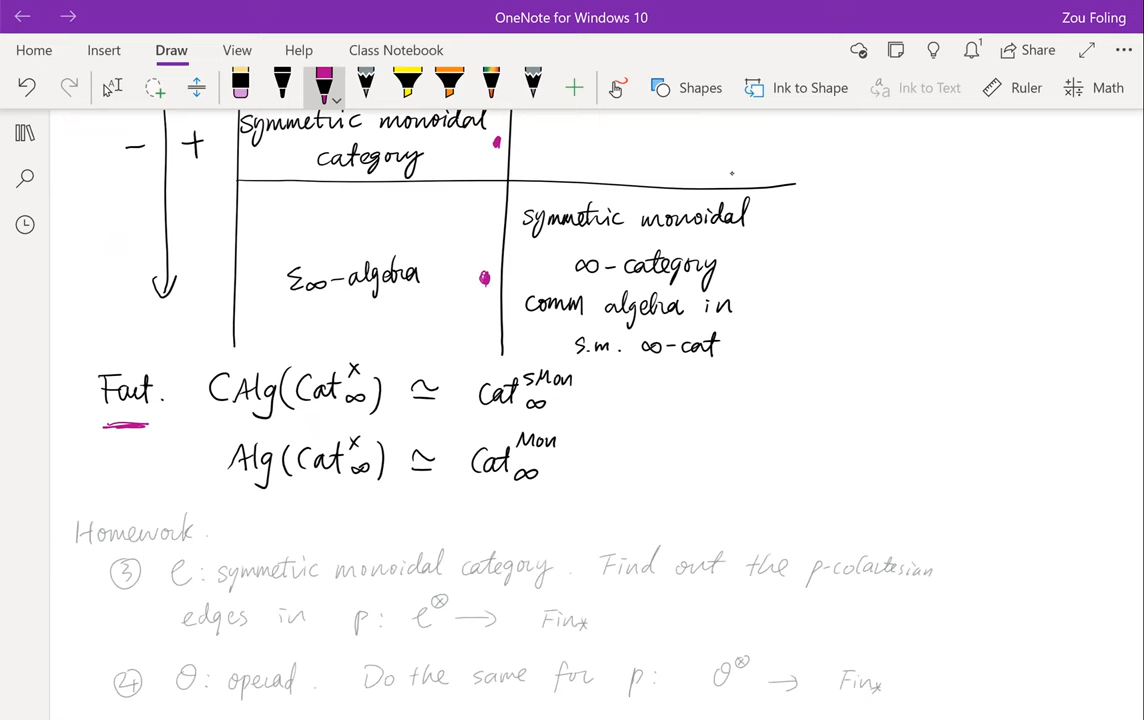 OneNote for Windows 10
Zou Foling
Home Insert Draw View Help Class Notebook
1 Share
Shapes Ink to Shape Ink to Text Ruler Math
- + symmetric monoidal
category
symmetric monoidal
∞-category
Σ∞-algebra
comm algebra in
s.m. ∞-cat
Fact. CAlg(Cat∞^×) ≃ Cat∞^SMon
Alg(Cat∞^×) ≃ Cat∞^Mon
Homework.
③ C: symmetric monoidal category. Find out the p-coCartesian
edges in p: C^⊗ → Fin*
④ O: operad. Do the same for p: O^⊗ → Fin*